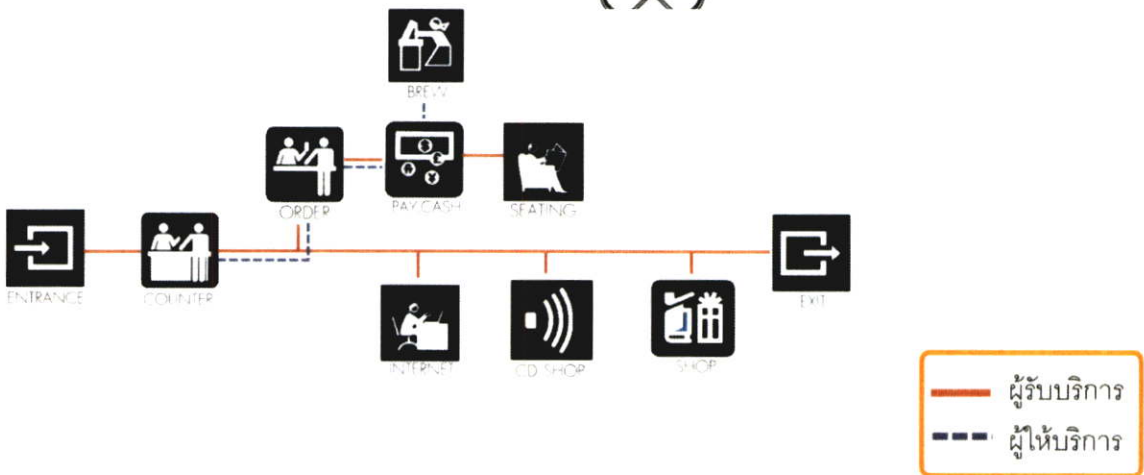 BREW
ORDER
PAY CASH
SEATING
ENTRANCE
COUNTER
EXIT
INTERNET
CD SHOP
SHOP
ผู้รับบริการ
ผู้ให้บริการ